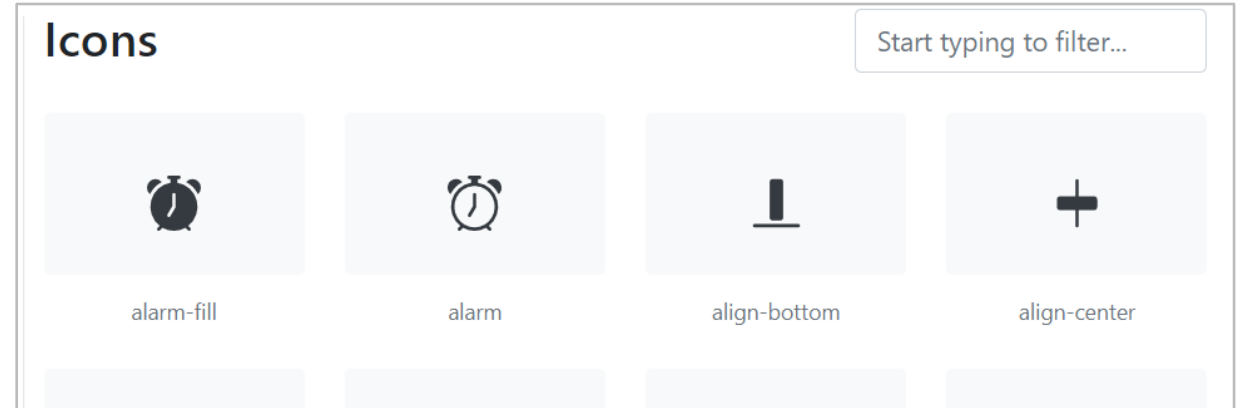 Icons
Start typing to filter...
alarm-fill
alarm
align-bottom
align-center